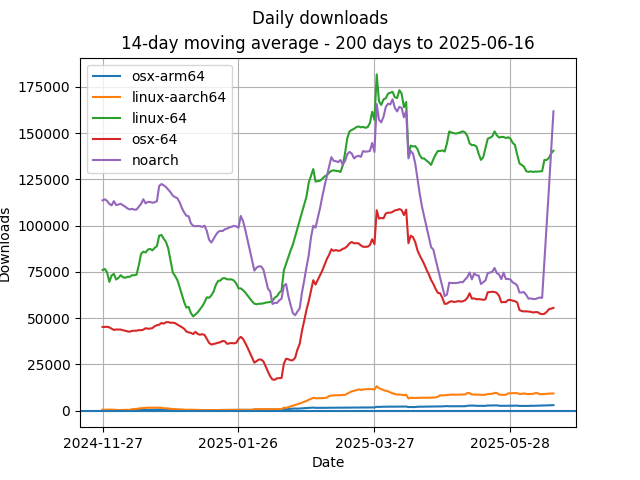 Daily downloads
14-day moving average - 200 days to 2025-06-16
osx-arm64
linux-aarch64
linux-64
osx-64
noarch
175000
150000
125000
100000
75000
50000
25000
0
Downloads
2024-11-27
2025-01-26
2025-03-27
2025-05-28
Date